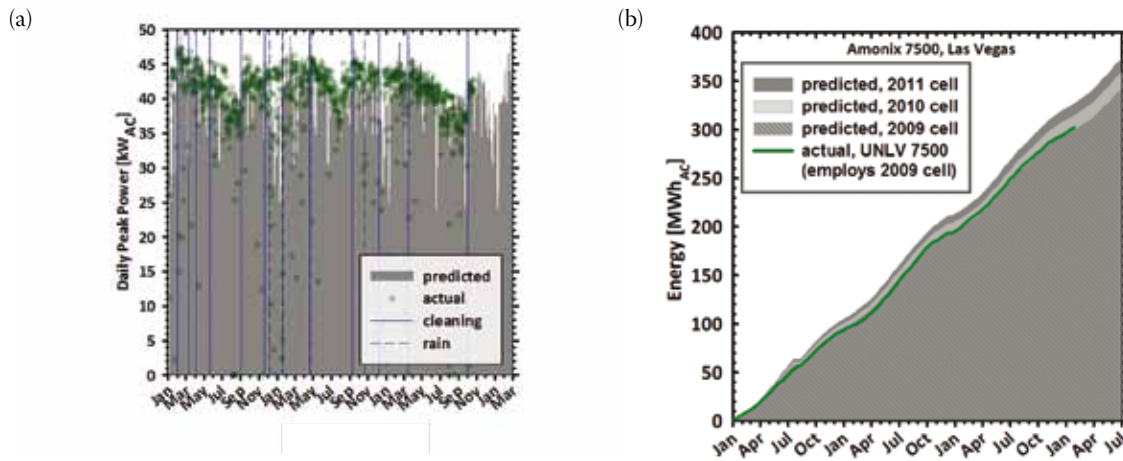 (a)
50
45
40
35
30
25
20
15
10
5
0
Daily Peak Power [kWAC]
predicted
actual
cleaning
rain
Jan
Mar
May
Jul
Sep
Nov
Jan
Mar
May
Jul
Sep
Nov
Jan
Mar
May
Jul
Sep
Nov
Jan
Mar
(b)
400
350
300
250
200
150
100
50
0
Energy [MWhAC]
Amonix 7500, Las Vegas
predicted, 2011 cell
predicted, 2010 cell
predicted, 2009 cell
actual, UNLV 7500
(employs 2009 cell)
Jan
Apr
Jul
Oct
Jan
Apr
Jul
Oct
Jan
Apr
Jul
Oct
Jan
Apr
Jul